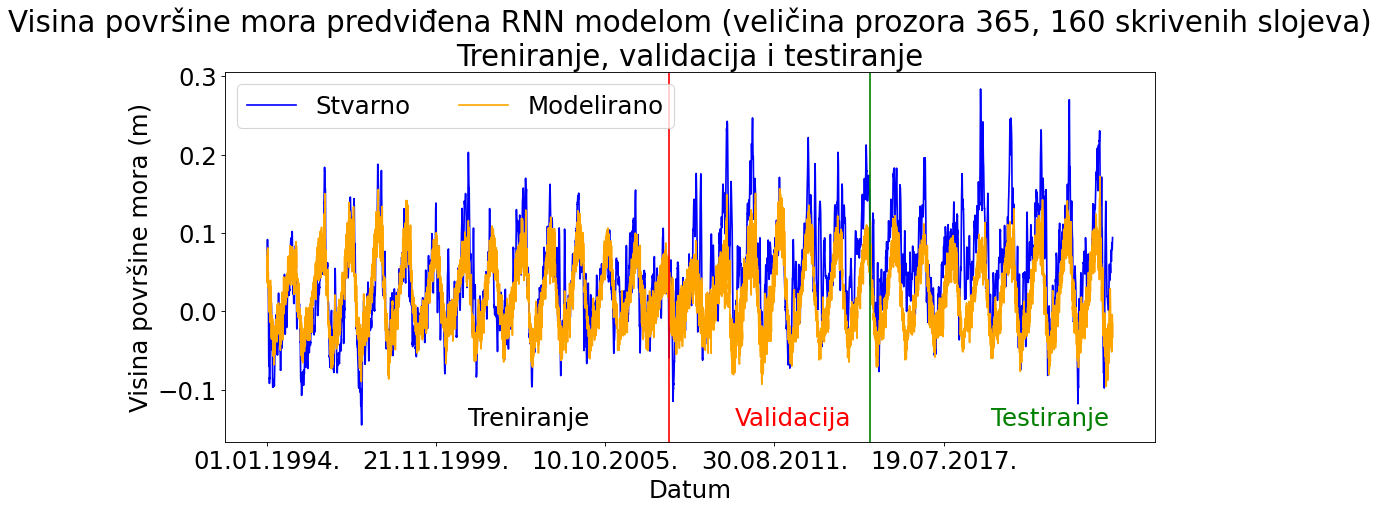 Visina površine mora predviđena RNN modelom (veličina prozora 365, 160 skrivenih slojeva)
Treniranje, validacija i testiranje
Stvarno
Modelirano
Visina površine mora (m)
0.3
0.2
0.1
0.0
−0.1
Treniranje
Validacija
Testiranje
01.01.1994.
21.11.1999.
10.10.2005.
30.08.2011.
19.07.2017.
Datum